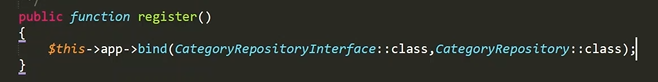 */
public function register()
{
$this->app->bind(CategoryRepositoryInterface::class,CategoryRepository::class);
}